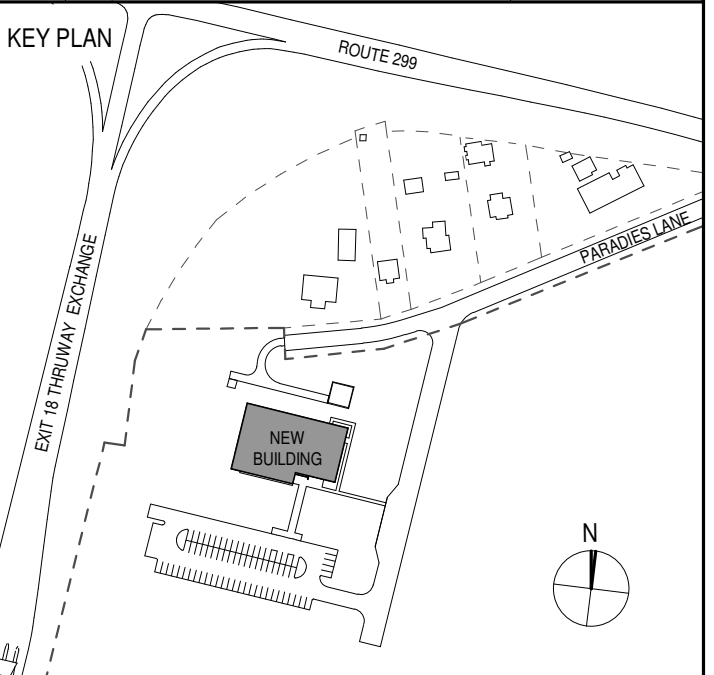 KEY PLAN
ROUTE 299
PARADIES LANE
EXIT 18 THRUWAY EXCHANGE
NEW
BUILDING
N